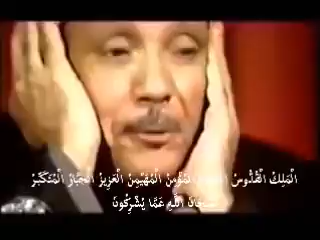 الْمَلِكُ الْقُدُّوسُ الْمُؤْمِنُ الْمُهَيْمِنُ الْعَزِيزُ الْجَبَّارُ الْمُتَكَبِّرُ
سُبْحَانَ اللَّهِ عَمَّا يُشْرِكُونَ